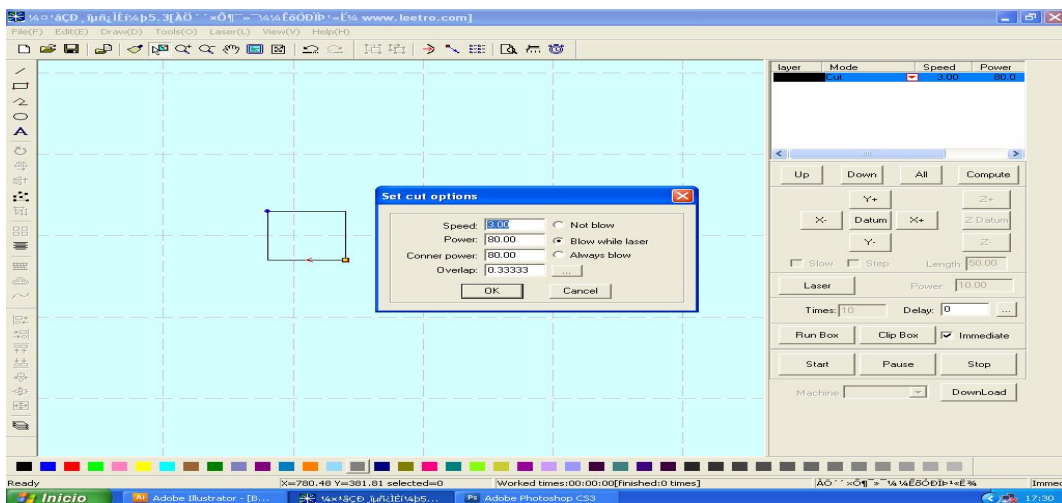 www.leetro.com]
File(F) Edit(E) Draw(D) Tools(O) Laser(L) View(V) Help(H)
layer Mode Speed Power
Cut 3.00 80.0
Set cut options
Speed: 3.00 Not blow
Power: 80.00 Blow while laser
Conner power: 80.00 Always blow
Overlap: 0.33333 ...
OK Cancel
Up Down All Compute
Y+ Z+
X- Datum X+ Z Datum
Y- Z-
Slow Step Length: 50.00
Laser Power: 10.00
Times: 10 Delay: 0 ...
Run Box Clip Box Immediate
Start Pause Stop
Machine: DownLoad
Ready X=780.48 Y=381.81 selected=0 Worked times:00:00:00[finished:0 times] Imme
Inicio Adobe Illustrator - [B... Adobe Photoshop CS3 17:30